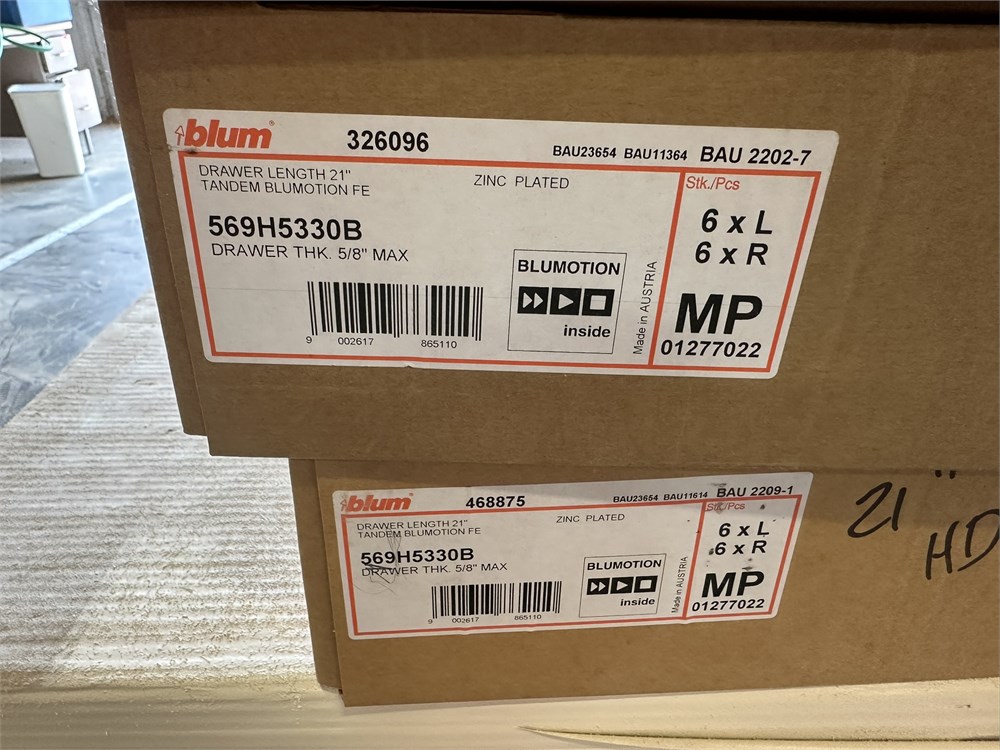 blum® 326096 BAU23654 BAU11364 BAU 2202-7
DRAWER LENGTH 21"
TANDEM BLUMOTION FE
ZINC PLATED
569H5330B
DRAWER THK. 5/8" MAX
9 002617 865110
BLUMOTION
inside
Made in AUSTRIA
Stk./Pcs
6 x L
6 x R
MP
01277022
blum® 468875 BAU23654 BAU11614 BAU 2209-1
DRAWER LENGTH 21"
TANDEM BLUMOTION FE
ZINC PLATED
569H5330B
DRAWER THK. 5/8" MAX
9 002617 865110
BLUMOTION
inside
Made in AUSTRIA
Stk./Pcs
6 x L
6 x R
MP
01277022
21"
HD